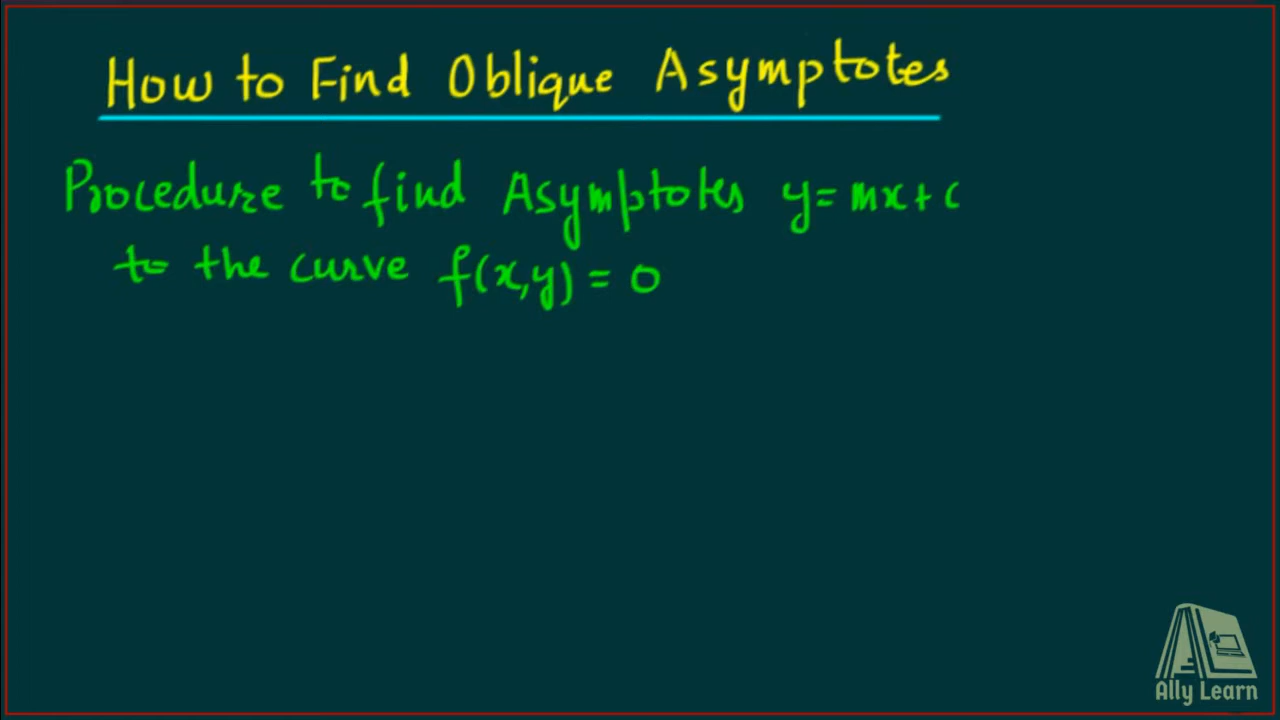 How to Find Oblique Asymptotes
Procedure to find Asymptotes y = mx + c
to the curve f(x,y) = 0
Ally Learn